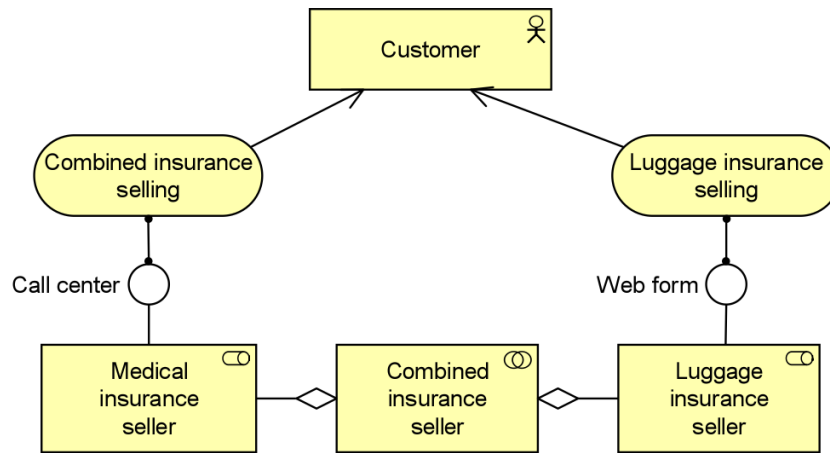 Customer
Combined insurance
selling
Luggage insurance
selling
Call center
Web form
Medical
insurance
seller
Combined
insurance
seller
Luggage
insurance
seller